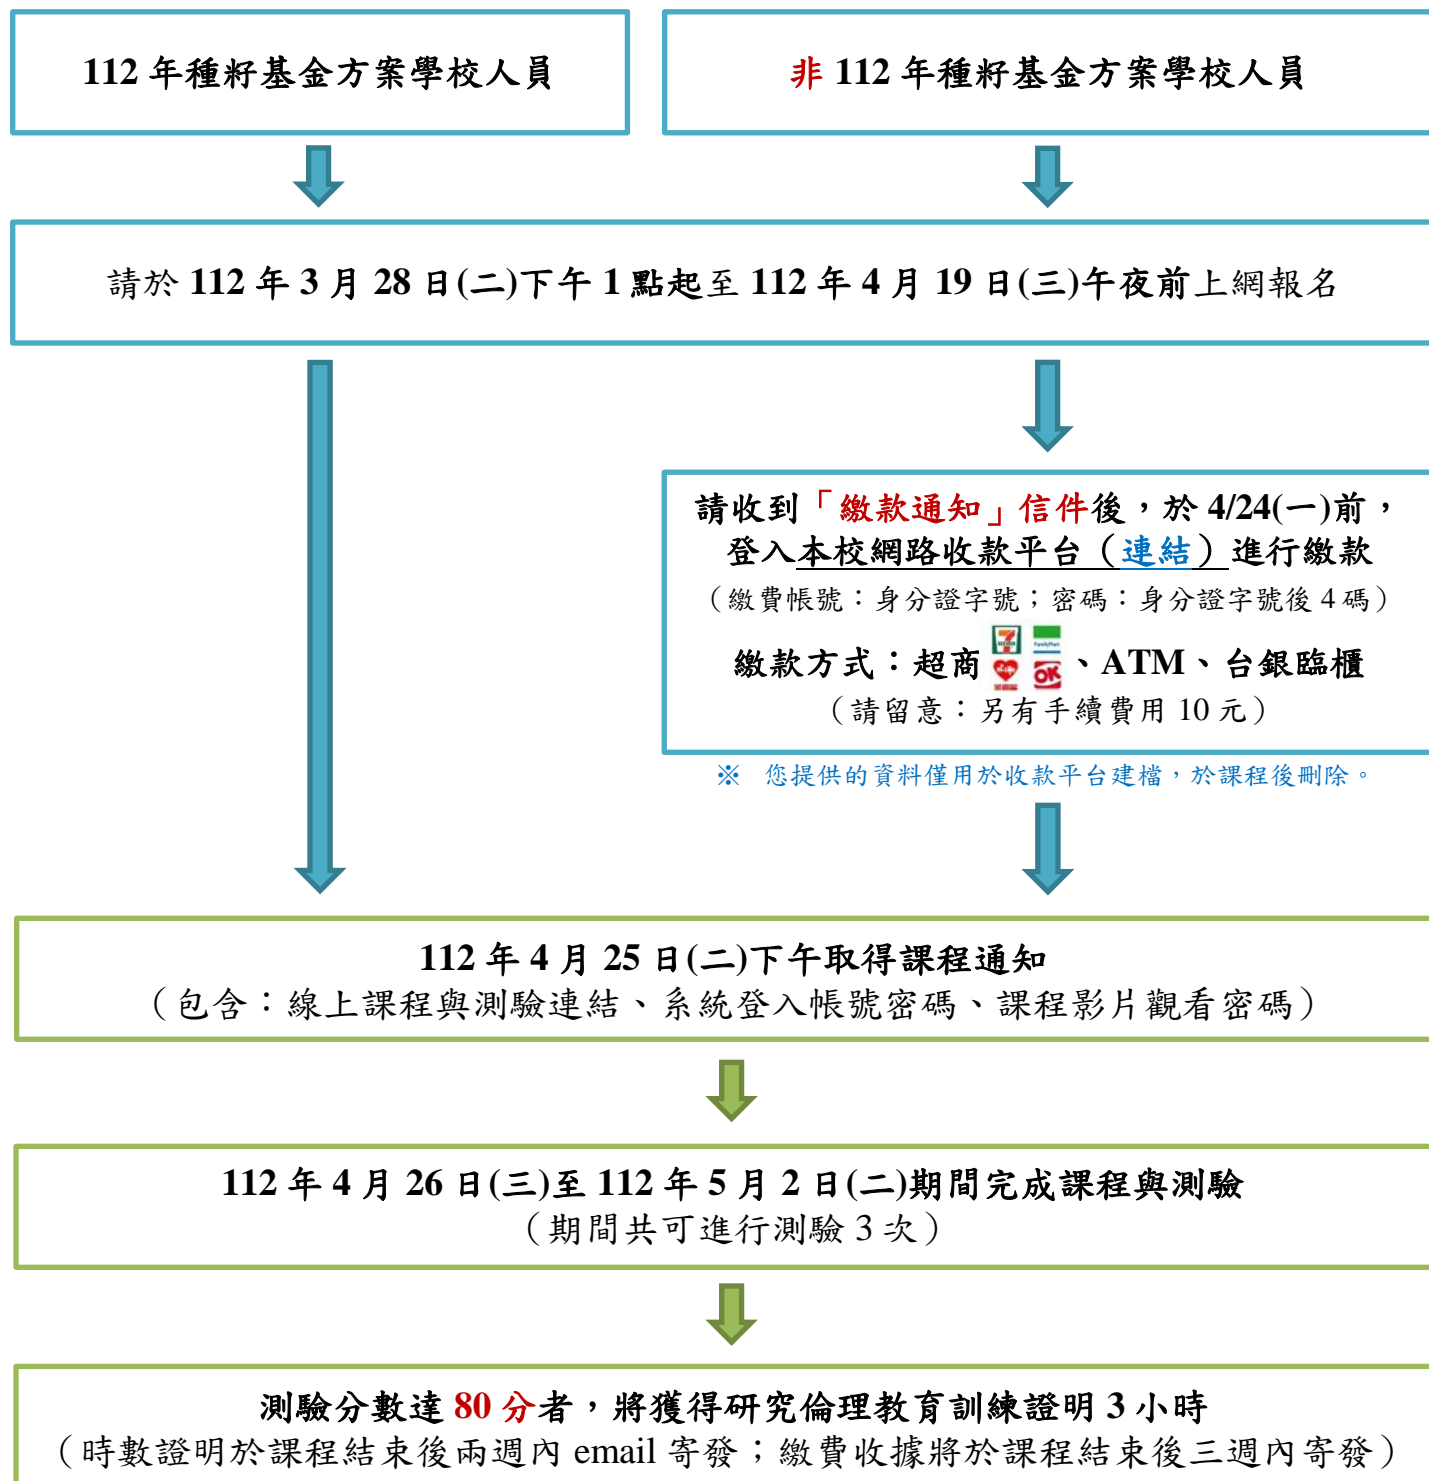 112 年種籽基金方案學校人員
非 112 年種籽基金方案學校人員
請於 112 年 3 月 28 日(二)下午 1 點起至 112 年 4 月 19 日(三)午夜前上網報名
請收到「繳款通知」信件後，於 4/24(一)前，
登入本校網路收款平台（連結）進行繳款
（繳費帳號：身分證字號；密碼：身分證字號後 4 碼）
繳款方式：超商、ATM、台銀臨櫃
（請留意：另有手續費用 10 元）
※ 您提供的資料僅用於收款平台建檔，於課程後刪除。
112 年 4 月 25 日(二)下午取得課程通知
（包含：線上課程與測驗連結、系統登入帳號密碼、課程影片觀看密碼）
112 年 4 月 26 日(三)至 112 年 5 月 2 日(二)期間完成課程與測驗
（期間共可進行測驗 3 次）
測驗分數達 80 分者，將獲得研究倫理教育訓練證明 3 小時
（時數證明於課程結束後兩週內 email 寄發；繳費收據將於課程結束後三週內寄發）